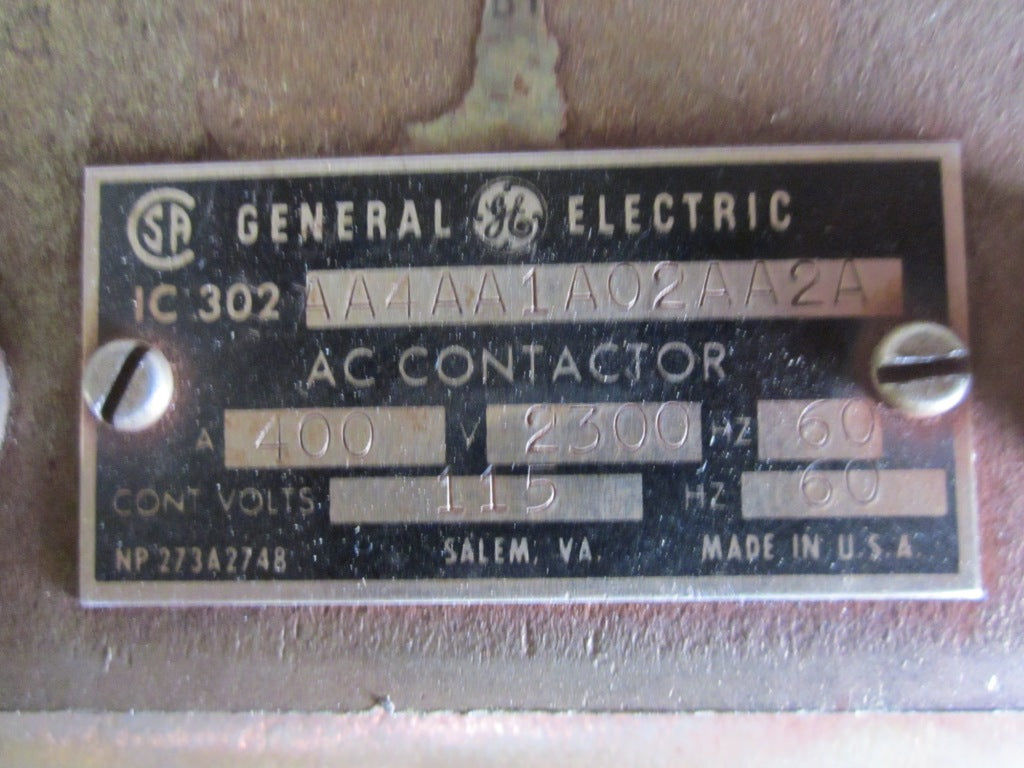 CSA GENERAL GE ELECTRIC
IC 302 AA4AA1A02AA2A
AC CONTACTOR
A 400 V 2300 HZ 60
CONT VOLTS 115 HZ 60
NP 273A2748 SALEM, VA. MADE IN U.S.A.